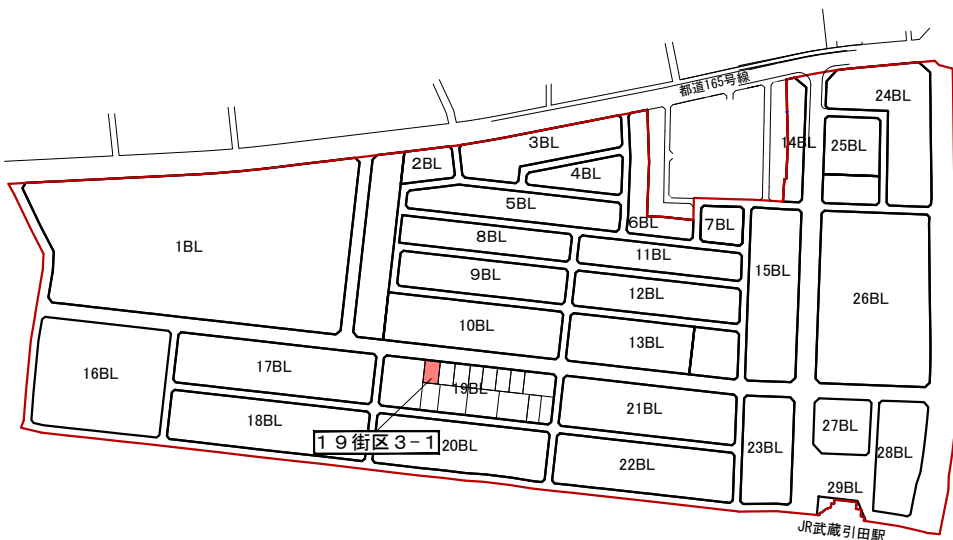 都道165号線
24BL
3BL
14BL
25BL
2BL
4BL
5BL
6BL
7BL
8BL
1BL
11BL
15BL
9BL
12BL
26BL
10BL
13BL
17BL
16BL
19BL
21BL
18BL
27BL
23BL
19街区3-1
20BL
28BL
22BL
29BL
JR武蔵引田駅